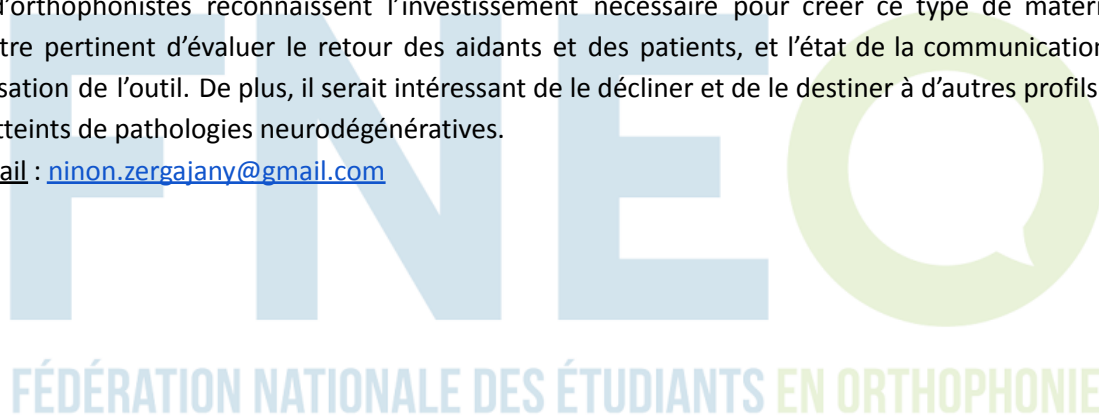 d'orthophonistes reconnaissent l'investissement nécessaire pour créer ce type de matér
tre pertinent d'évaluer le retour des aidants et des patients, et l'état de la communication
sation de l'outil. De plus, il serait intéressant de le décliner et de le destiner à d'autres profils
tteints de pathologies neurodégénératives.
ail : ninon.zergajany@gmail.com
FNEO
FÉDÉRATION NATIONALE DES ÉTUDIANTS EN ORTHOPHONIE